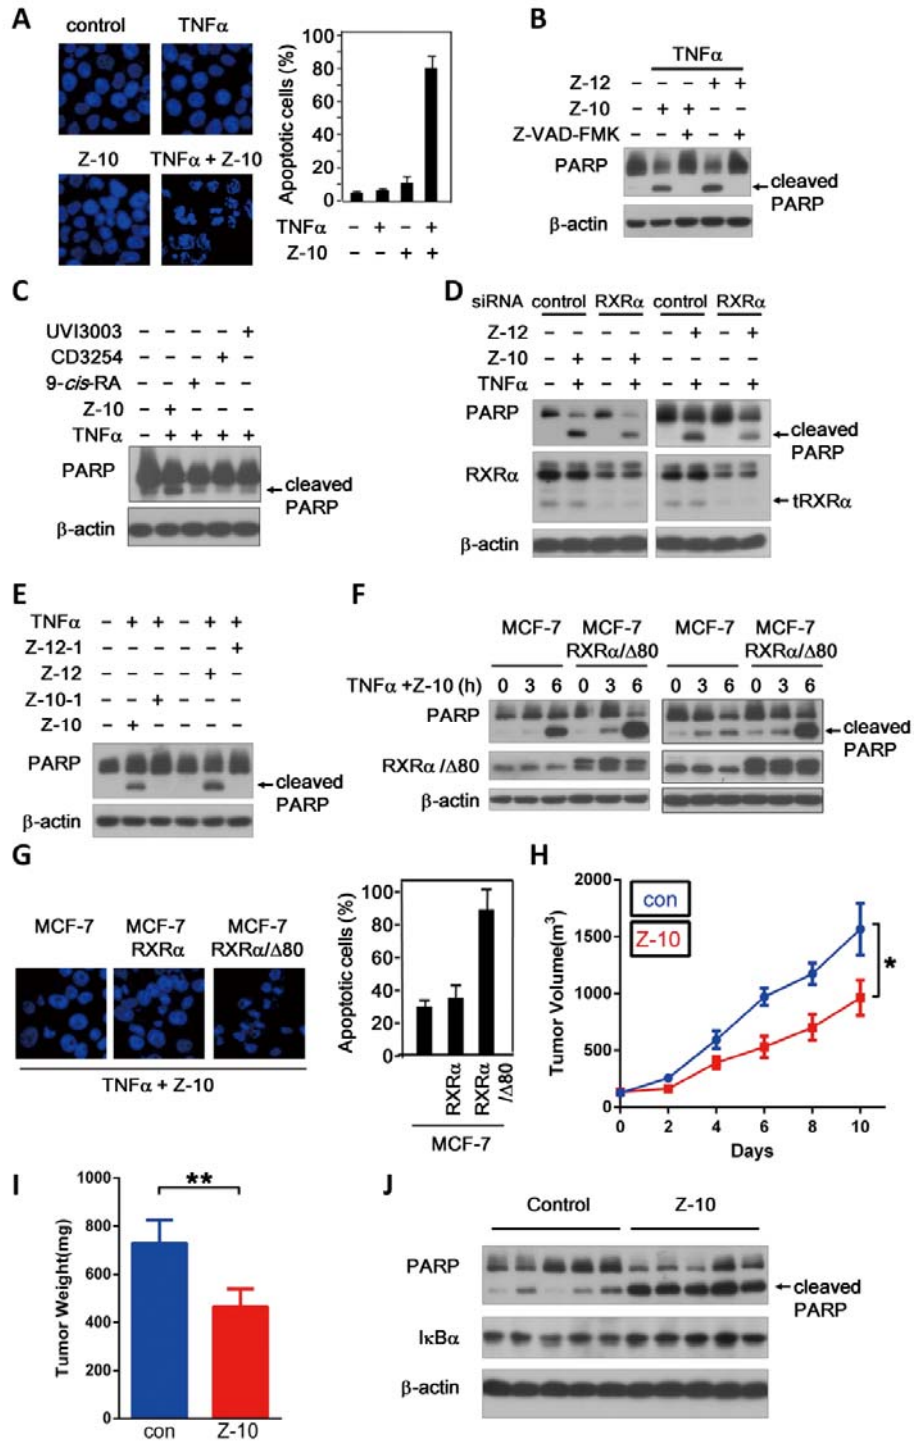 A
control TNFα
Z-10 TNFα + Z-10
Apoptotic cells (%)
100
80
60
40
20
0
TNFα - + - +
Z-10 - - + +
B
TNFα
Z-12 - - - + +
Z-10 - + + - -
Z-VAD-FMK - - + - +
PARP
cleaved
PARP
β-actin
C
UVI3003 - - - - +
CD3254 - - - + -
9-cis-RA - - + - -
Z-10 - + - - -
TNFα - + + + +
PARP
cleaved
PARP
β-actin
D
siRNA control RXRα control RXRα
Z-12 - - - - - + - +
Z-10 - + - + - - - -
TNFα - + - + - + - +
PARP
cleaved
PARP
RXRα
tRXRα
β-actin
E
TNFα - + + - + +
Z-12-1 - - - - - +
Z-12 - - - - + -
Z-10-1 - - + - - -
Z-10 - + - - - -
PARP
cleaved
PARP
β-actin
F
MCF-7 MCF-7 MCF-7 MCF-7
RXRα/Δ80 RXRα/Δ80
TNFα +Z-10 (h) 0 3 6 0 3 6 0 3 6 0 3 6
PARP
cleaved
PARP
RXRα /Δ80
β-actin
G
MCF-7 MCF-7 MCF-7
RXRα RXRα/Δ80
TNFα + Z-10
Apoptotic cells (%)
100
80
60
40
20
0
RXRα
RXRα
/Δ80
MCF-7
H
Tumor Volume(m³)
2000
1500
1000
500
0
con
Z-10
*
0 2 4 6 8 10
Days
I
Tumor Weight(mg)
1000
800
600
400
200
0
**
con Z-10
J
Control Z-10
PARP
cleaved
PARP
IκBα
β-actin